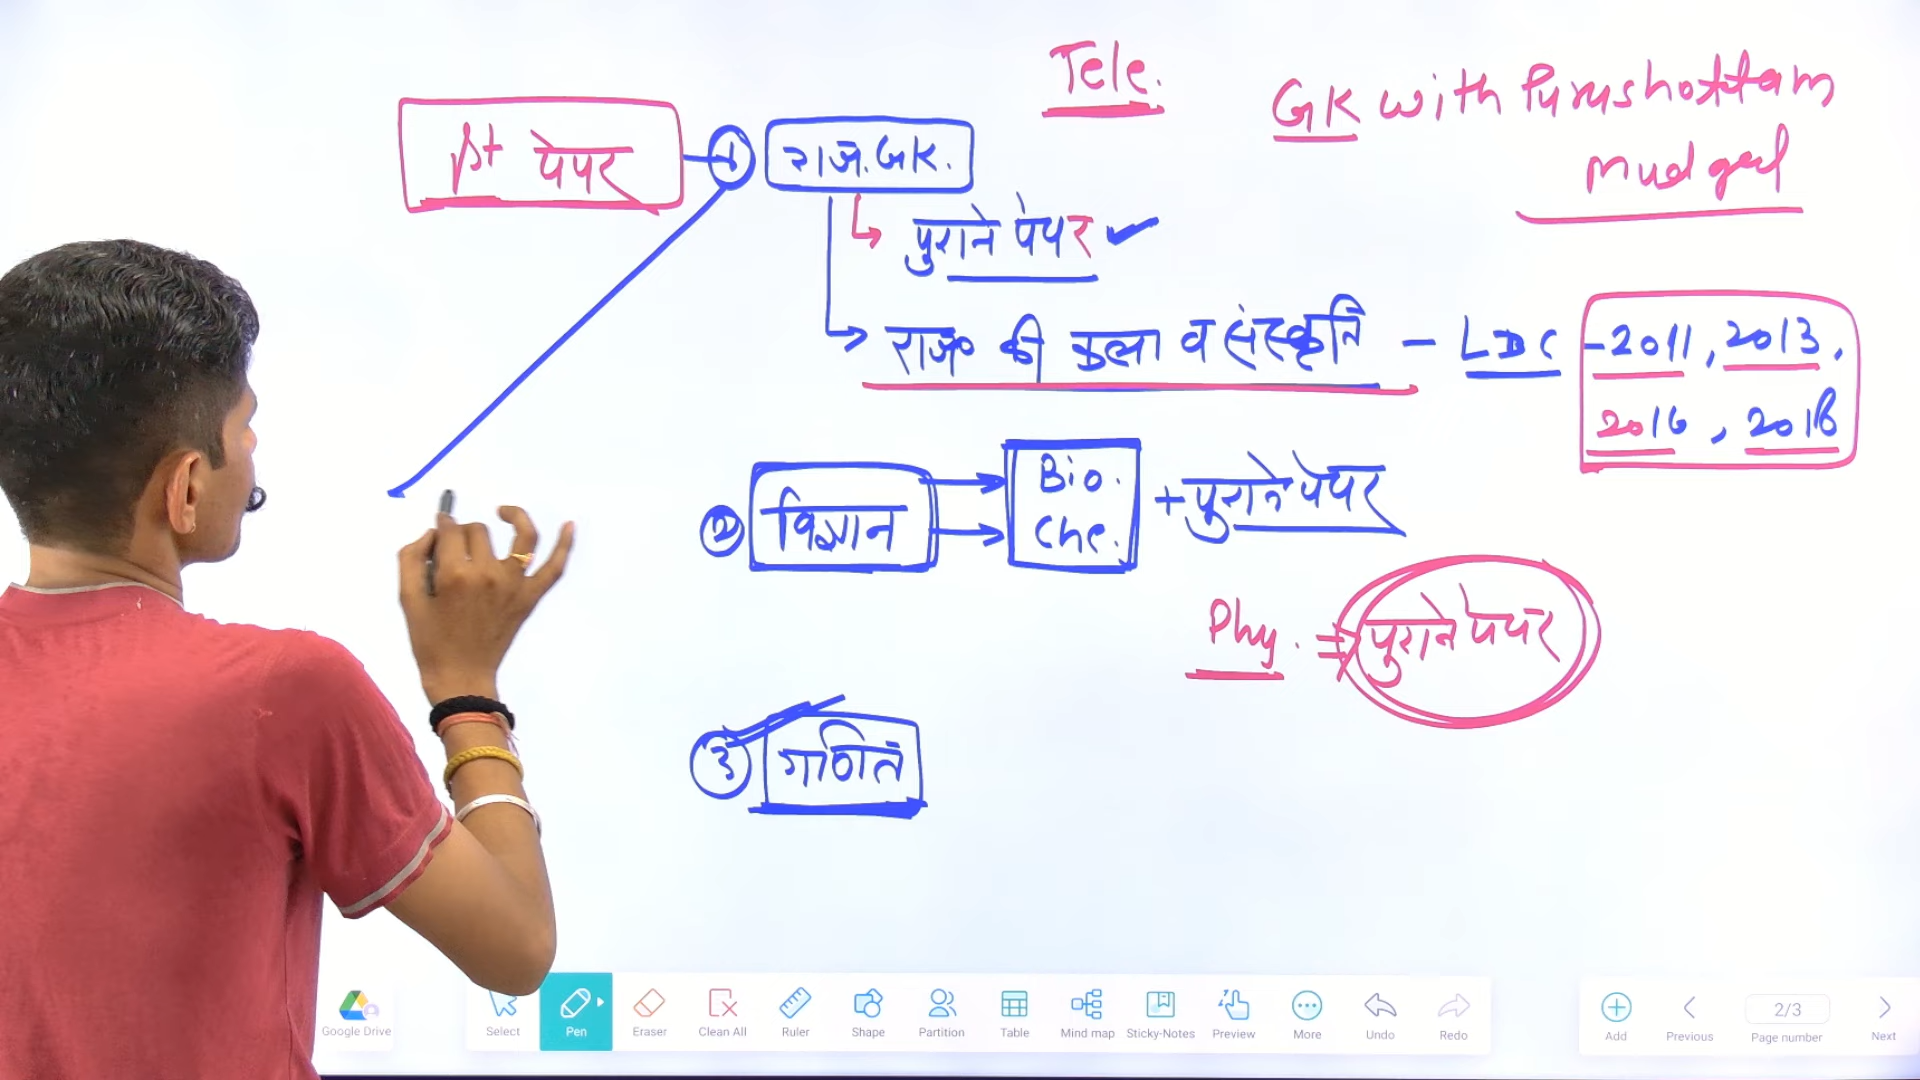 Tele.
GK with Purushottam
Mudgal
1st पेपर
1 राज. GK.
पुराने पेपर
राज० की कला व संस्कृति - LDC - 2011, 2013,
2016, 2018
2 विज्ञान
Bio.
Che.
+ पुराने पेपर
Phy. ⇒ पुराने पेपर
3 गणित
Google Drive
Select
Pen
Eraser
Clean All
Ruler
Shape
Partition
Table
Mind map
Sticky-Notes
Preview
More
Undo
Redo
Add
Previous
2/3
Page number
Next